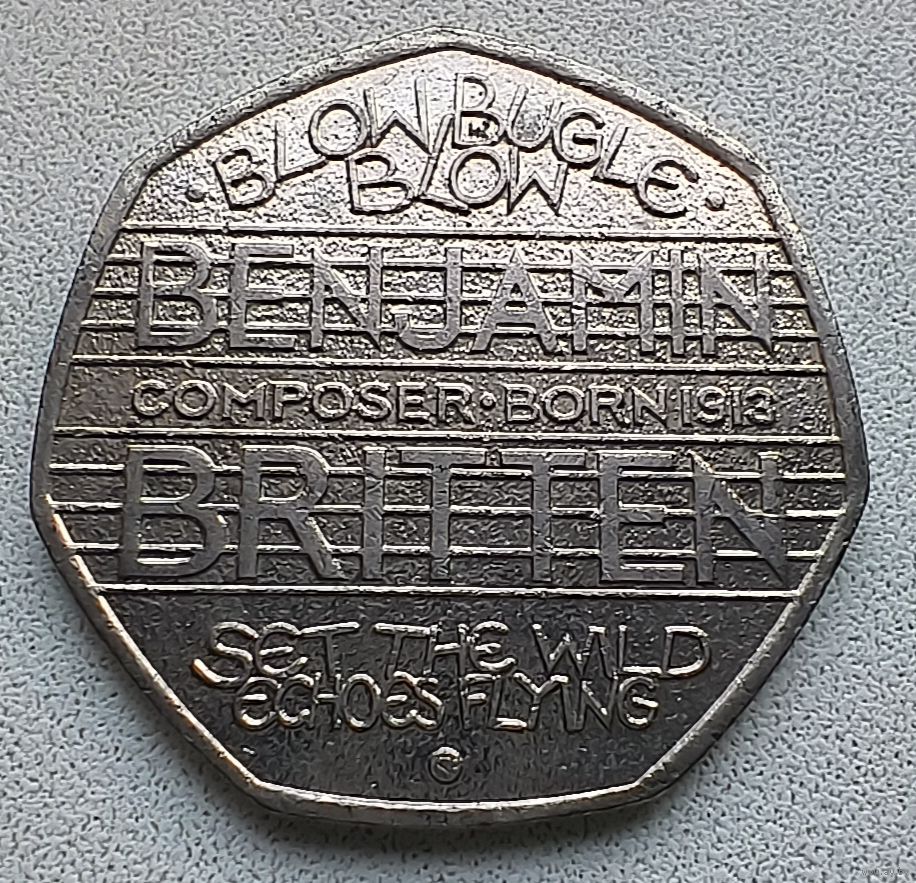 ·BLOW BUGLE·
BLOW
BENJAMIN
COMPOSER·BORN 1913
BRITTEN
SET THE WILD
ECHOES FLYING